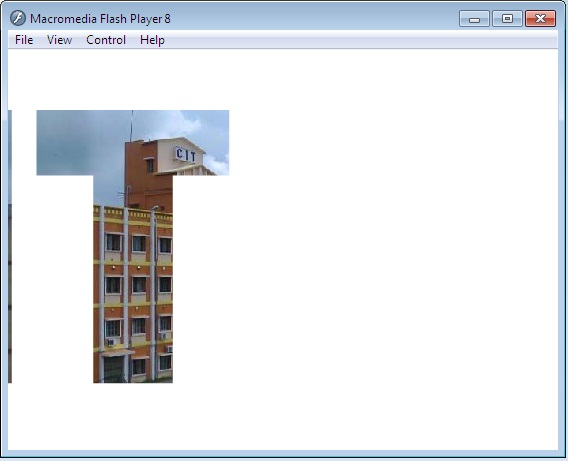 Macromedia Flash Player 8
File View Control Help
CIT
T